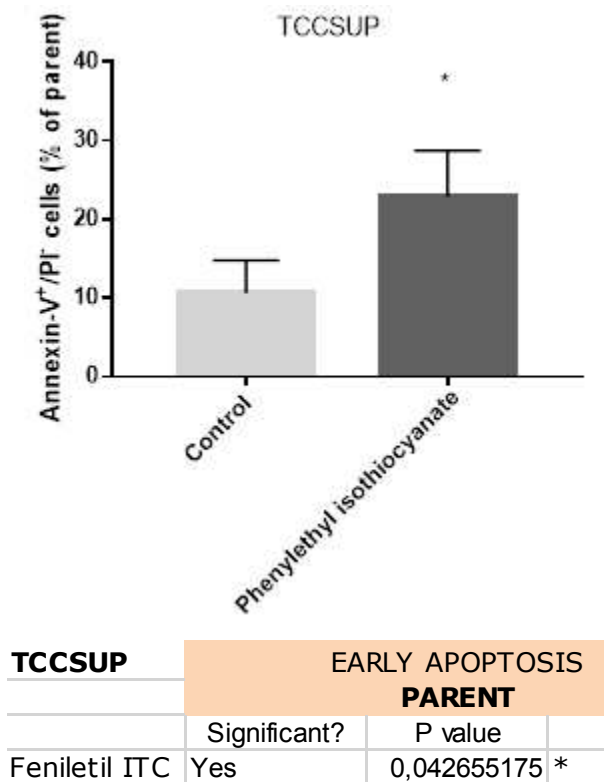 TCCSUP
*
40
30
20
10
0
Annexin-V⁺/PI⁻ cells (% of parent)
Control
Phenylethyl isothiocyanate
TCCSUP EARLY APOPTOSIS
PARENT
Significant? P value
Feniletil ITC Yes 0,042655175 *